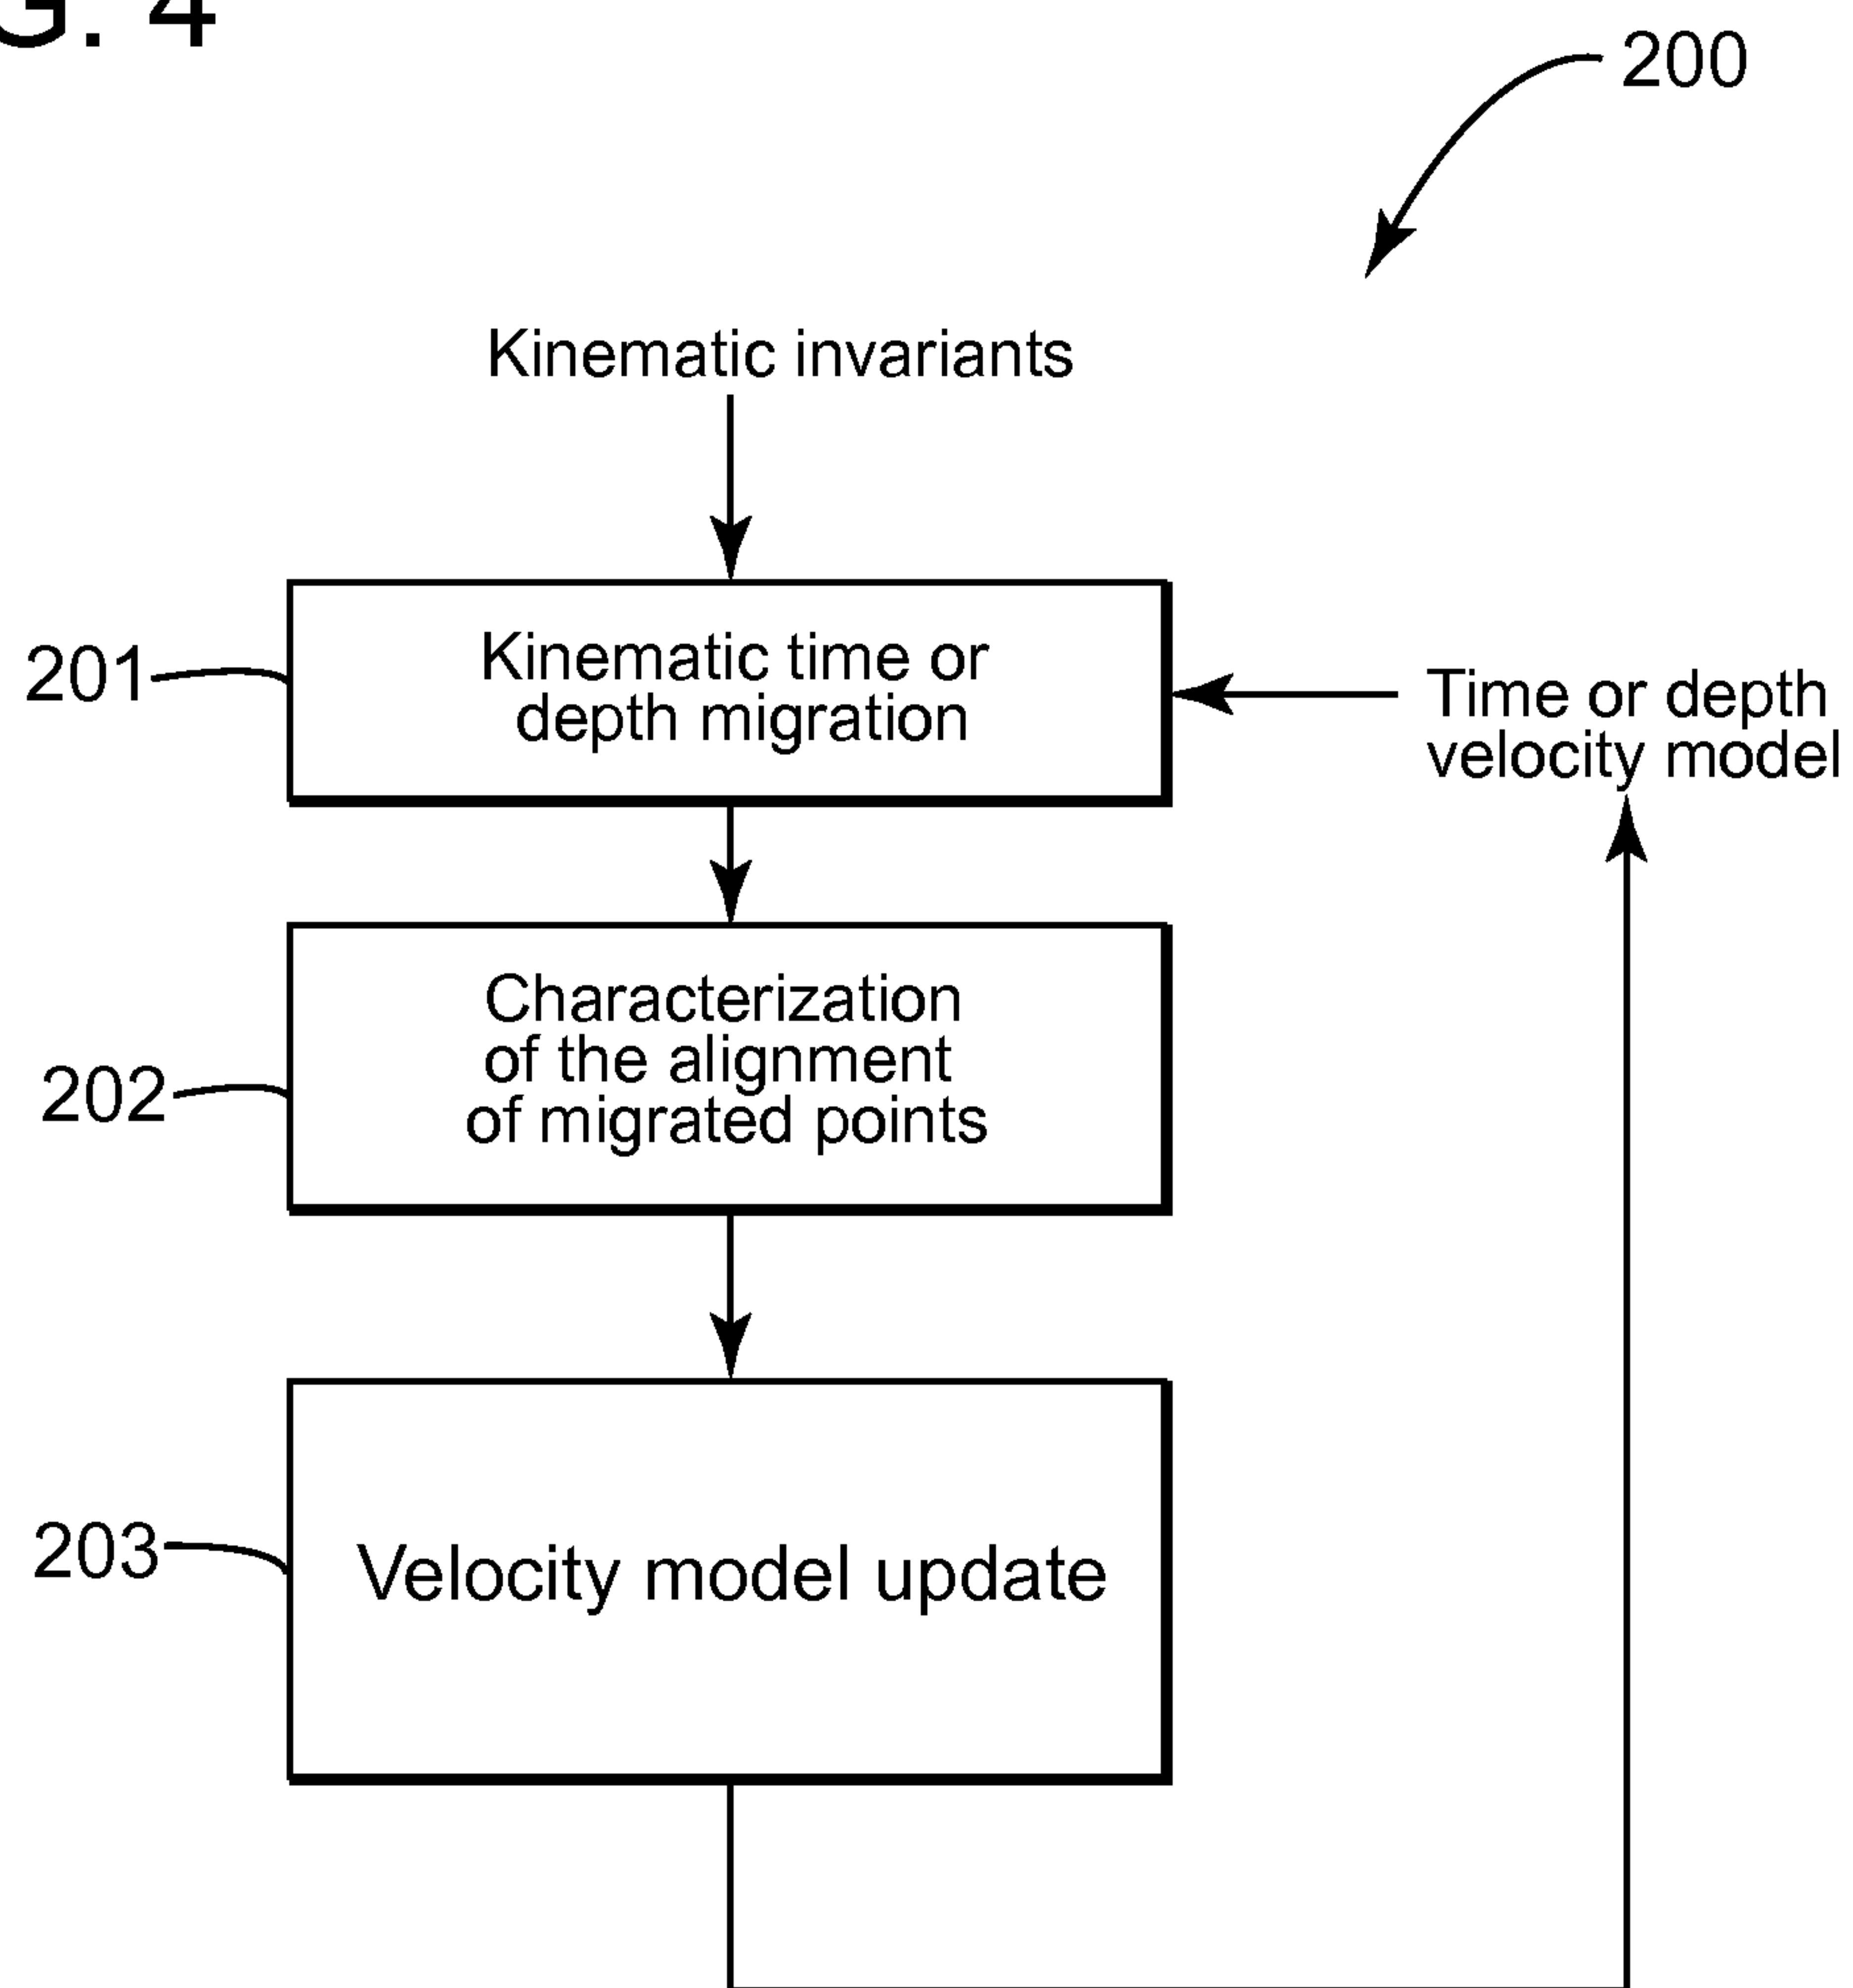 G. 4
200
Kinematic invariants
201
Kinematic time or
depth migration
Time or depth
velocity model
202
Characterization
of the alignment
of migrated points
203
Velocity model update